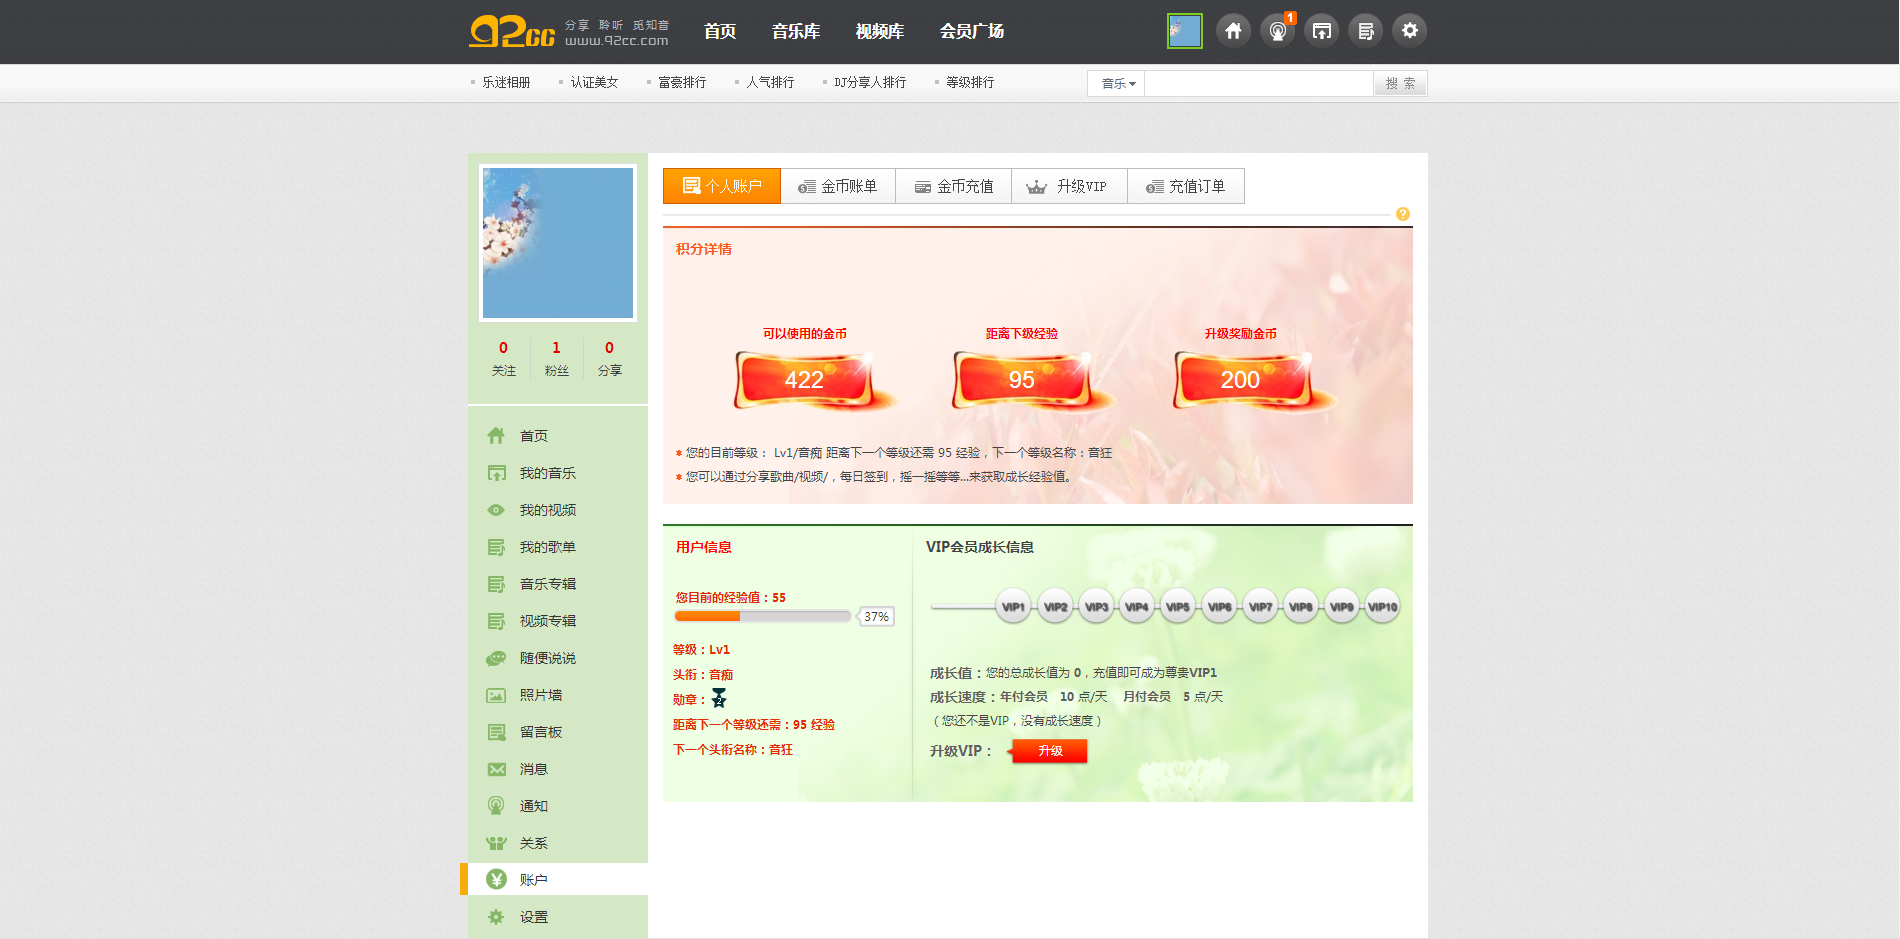 92cc 分享 聆听 觅知音
www.92cc.com
首页 音乐库 视频库 会员广场
1
乐迷相册 认证美女 富豪排行 人气排行 DJ分享人排行 等级排行
音乐 搜 索
0 1 0
关注 粉丝 分享
首页
我的音乐
我的视频
我的歌单
音乐专辑
视频专辑
随便说说
照片墙
留言板
消息
通知
关系
账户
设置
个人账户 金币账单 金币充值 升级VIP 充值订单
?
积分详情
可以使用的金币 距离下级经验 升级奖励金币
422 95 200
* 您的目前等级： Lv1/音痴 距离下一个等级还需 95 经验，下一个等级名称：音狂
* 您可以通过分享歌曲/视频/，每日签到，摇一摇等等...来获取成长经验值。
用户信息
您目前的经验值：55
37%
等级：Lv1
头衔：音痴
勋章：
距离下一个等级还需：95 经验
下一个头衔名称：音狂
VIP会员成长信息
VIP1 VIP2 VIP3 VIP4 VIP5 VIP6 VIP7 VIP8 VIP9 VIP10
成长值：您的总成长值为 0，充值即可成为尊贵VIP1
成长速度：年付会员 10 点/天 月付会员 5 点/天
（您还不是VIP，没有成长速度）
升级VIP： 升级